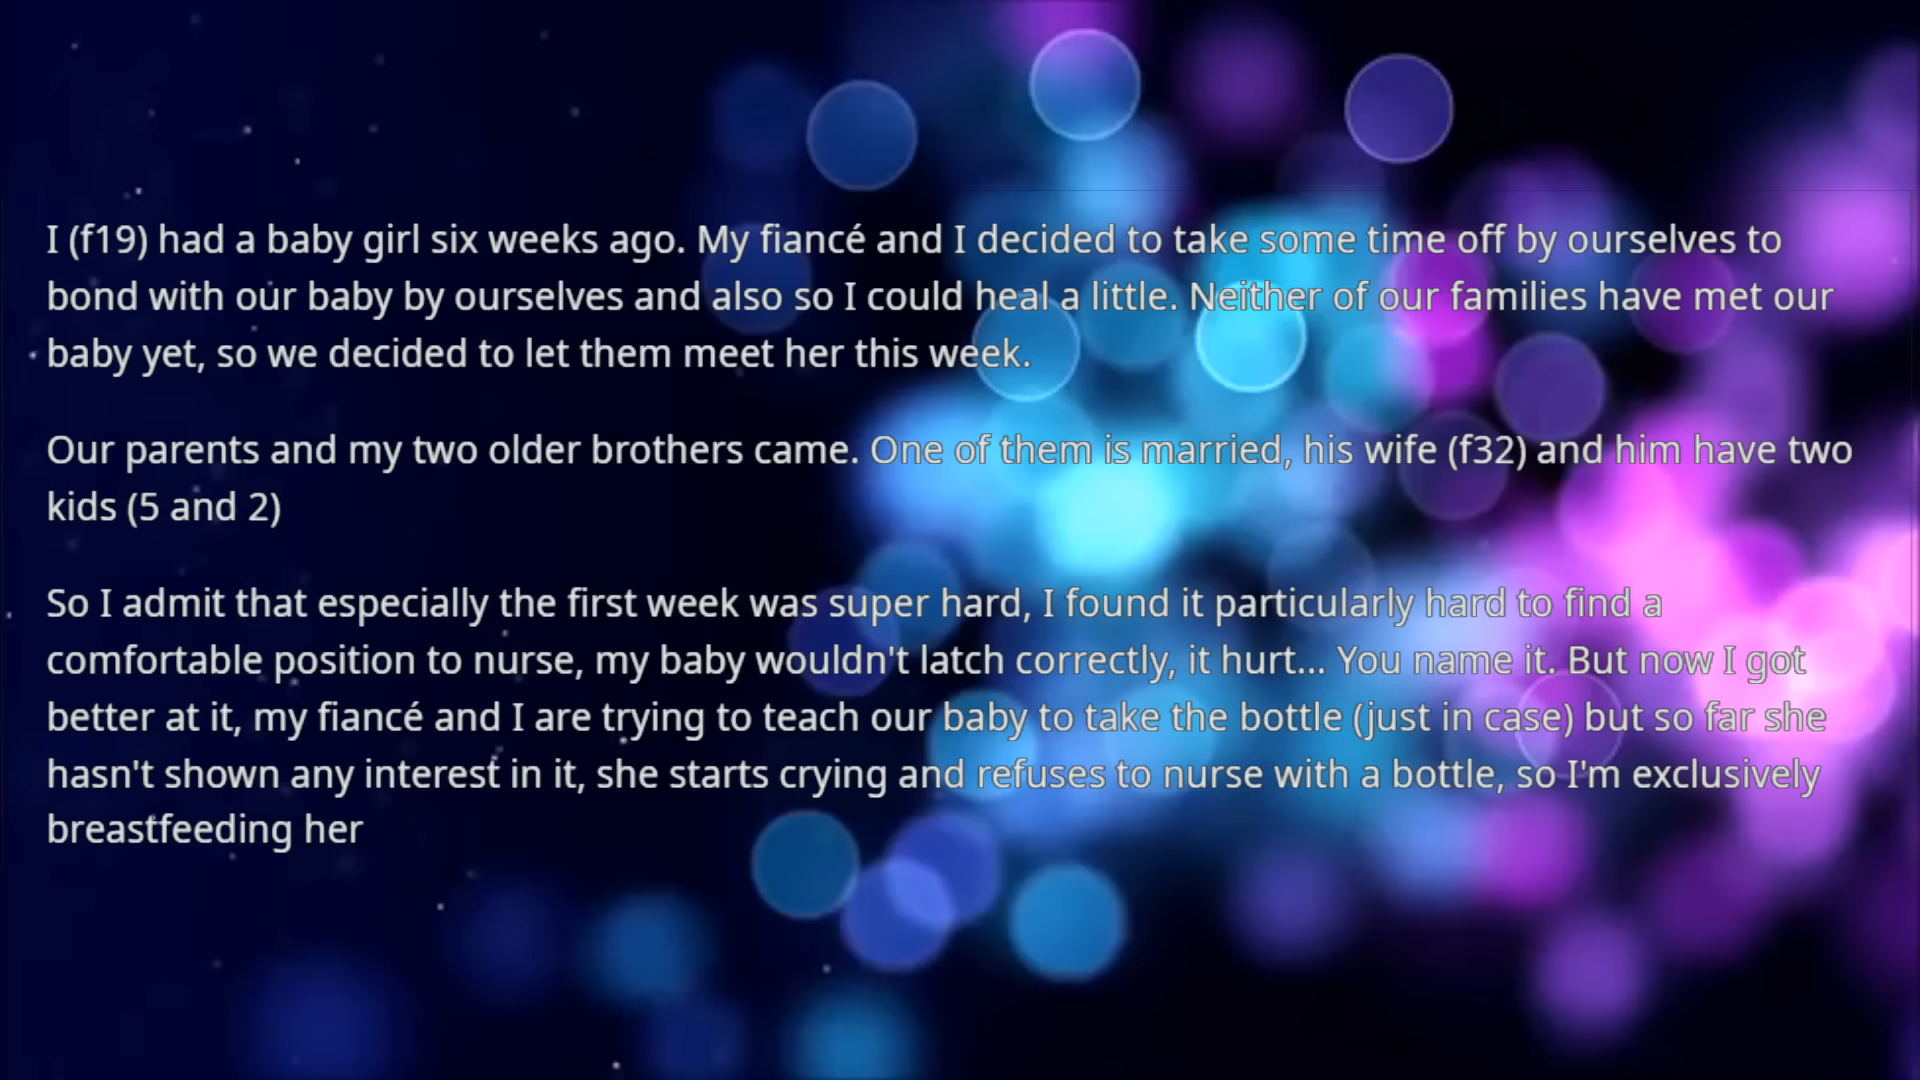 I (f19) had a baby girl six weeks ago. My fiancé and I decided to take some time off by ourselves to
bond with our baby by ourselves and also so I could heal a little. Neither of our families have met our
baby yet, so we decided to let them meet her this week.
Our parents and my two older brothers came. One of them is married, his wife (f32) and him have two
kids (5 and 2)
So I admit that especially the first week was super hard, I found it particularly hard to find a
comfortable position to nurse, my baby wouldn't latch correctly, it hurt... You name it. But now I got
better at it, my fiancé and I are trying to teach our baby to take the bottle (just in case) but so far she
hasn't shown any interest in it, she starts crying and refuses to nurse with a bottle, so I'm exclusively
breastfeeding her